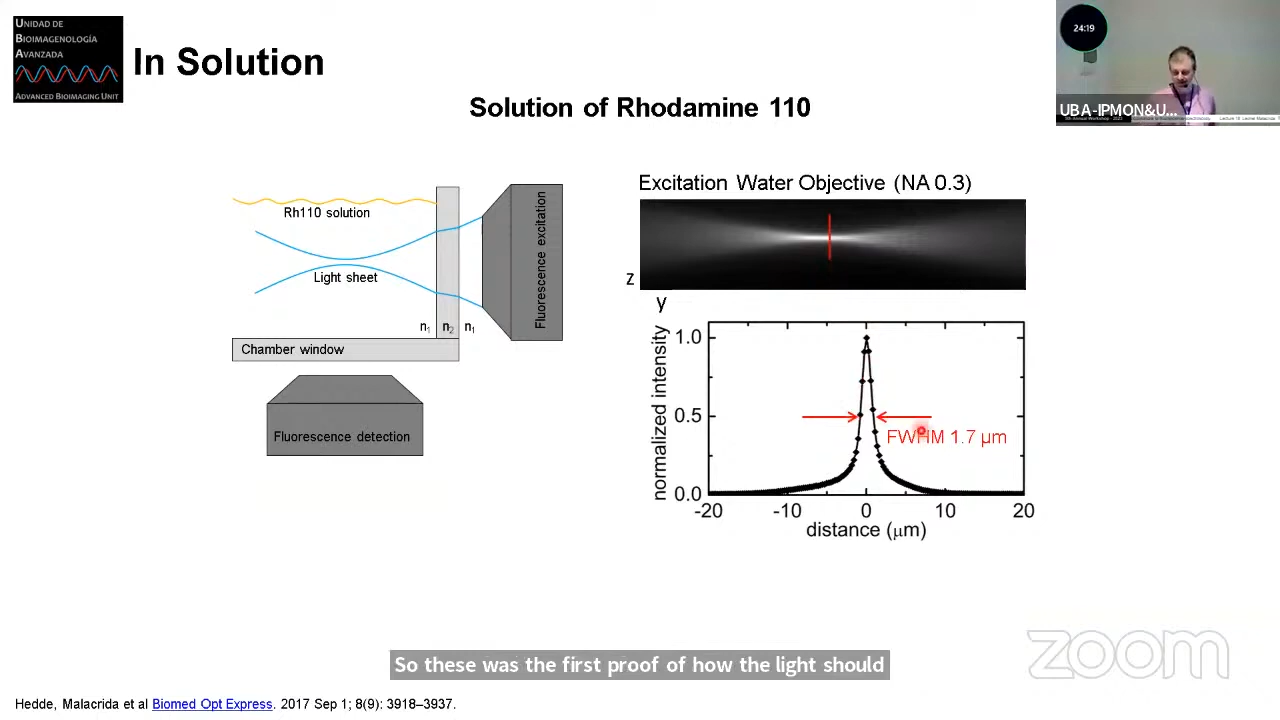 UNIDAD DE
BIOIMAGENOLOGÍA
AVANZADA
ADVANCED BIOIMAGING UNIT
In Solution
24:19
UBA-IPMON&U...
Solution of Rhodamine 110
Rh110 solution
Light sheet
n₁ n₂ n₁
Chamber window
Fluorescence excitation
Fluorescence detection
Excitation Water Objective (NA 0.3)
z
y
normalized intensity
1.0
0.5
0.0
FWHM 1.7 µm
-20 -10 0 10 20
distance (µm)
zoom
So these was the first proof of how the light should
Hedde, Malacrida et al Biomed Opt Express. 2017 Sep 1; 8(9): 3918–3937.